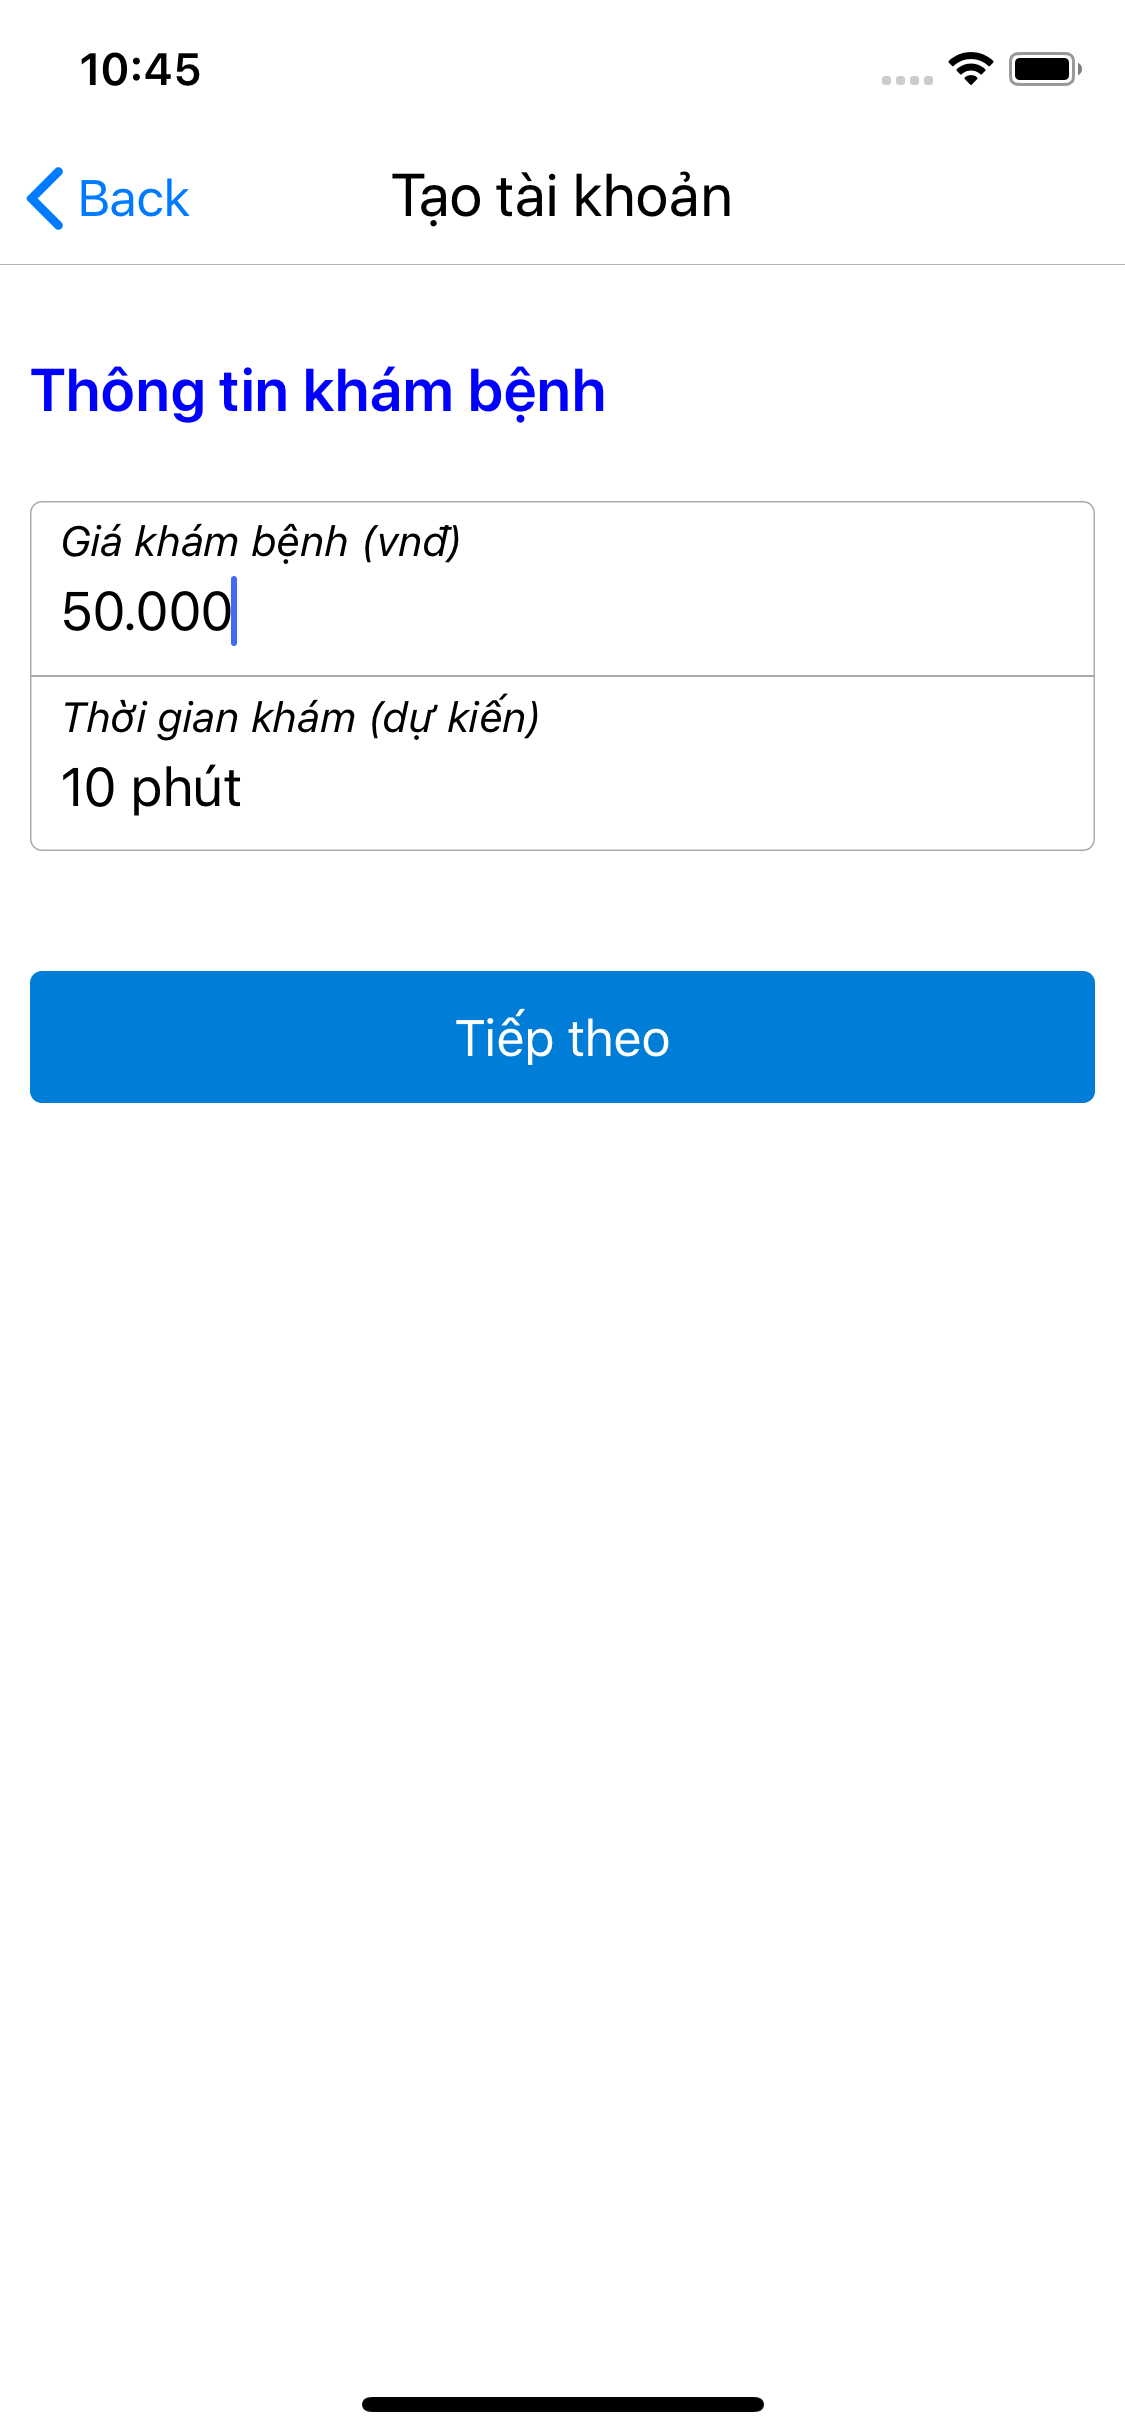 10:45
Back
Tạo tài khoản
Thông tin khám bệnh
Giá khám bệnh (vnđ)
50.000
Thời gian khám (dự kiến)
10 phút
Tiếp theo